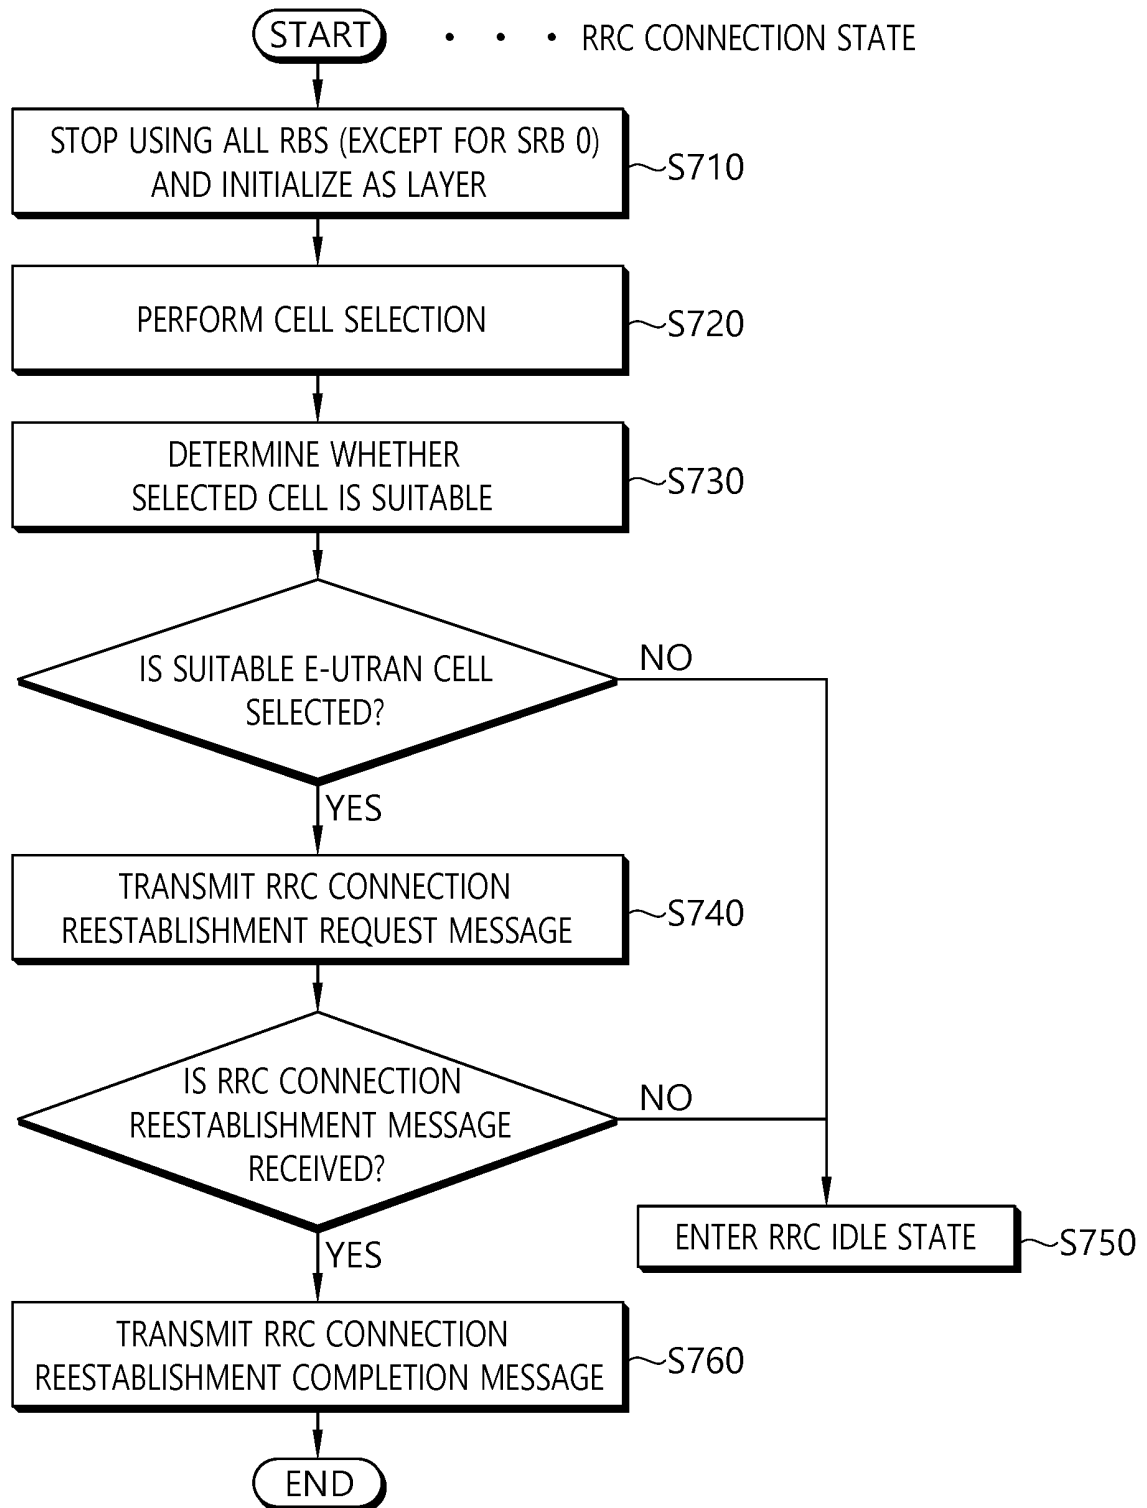 START • • • RRC CONNECTION STATE
STOP USING ALL RBS (EXCEPT FOR SRB 0)
AND INITIALIZE AS LAYER
S710
PERFORM CELL SELECTION
S720
DETERMINE WHETHER
SELECTED CELL IS SUITABLE
S730
IS SUITABLE E-UTRAN CELL
SELECTED?
NO
YES
TRANSMIT RRC CONNECTION
REESTABLISHMENT REQUEST MESSAGE
S740
IS RRC CONNECTION
REESTABLISHMENT MESSAGE
RECEIVED?
NO
YES
ENTER RRC IDLE STATE
S750
TRANSMIT RRC CONNECTION
REESTABLISHMENT COMPLETION MESSAGE
S760
END